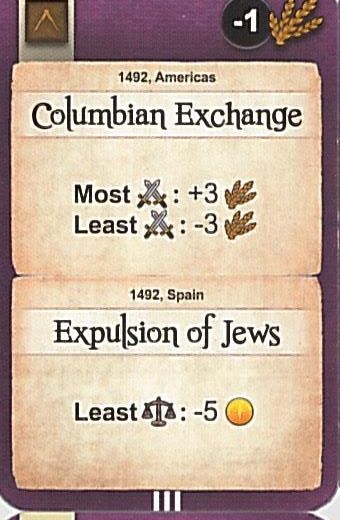 -1
1492, Americas
Columbian Exchange
Most : +3
Least : -3
1492, Spain
Expulsion of Jews
Least : -5